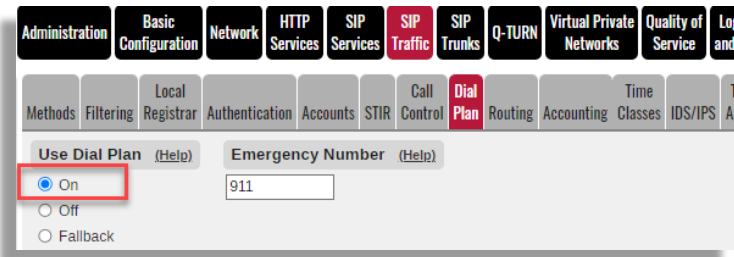 Administration Basic Configuration Network HTTP Services SIP Services SIP Traffic SIP Trunks Q-TURN Virtual Private Networks Quality of Service
Methods Filtering Local Registrar Authentication Accounts STIR Call Control Dial Plan Routing Accounting Time Classes IDS/IPS
Use Dial Plan (Help) Emergency Number (Help)
On 911
Off
Fallback